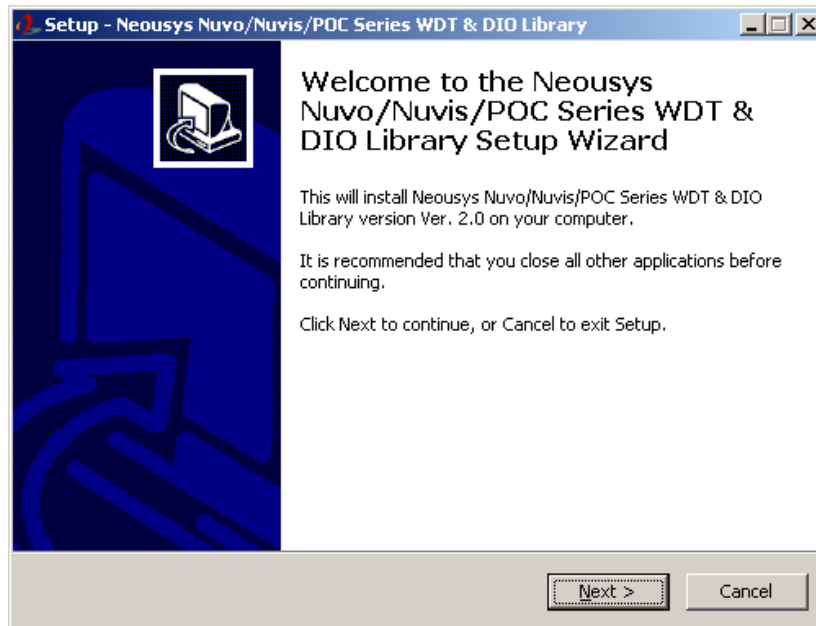 Setup - Neousys Nuvo/Nuvis/POC Series WDT & DIO Library
Welcome to the Neousys
Nuvo/Nuvis/POC Series WDT &
DIO Library Setup Wizard
This will install Neousys Nuvo/Nuvis/POC Series WDT & DIO
Library version Ver. 2.0 on your computer.
It is recommended that you close all other applications before
continuing.
Click Next to continue, or Cancel to exit Setup.
Next >
Cancel